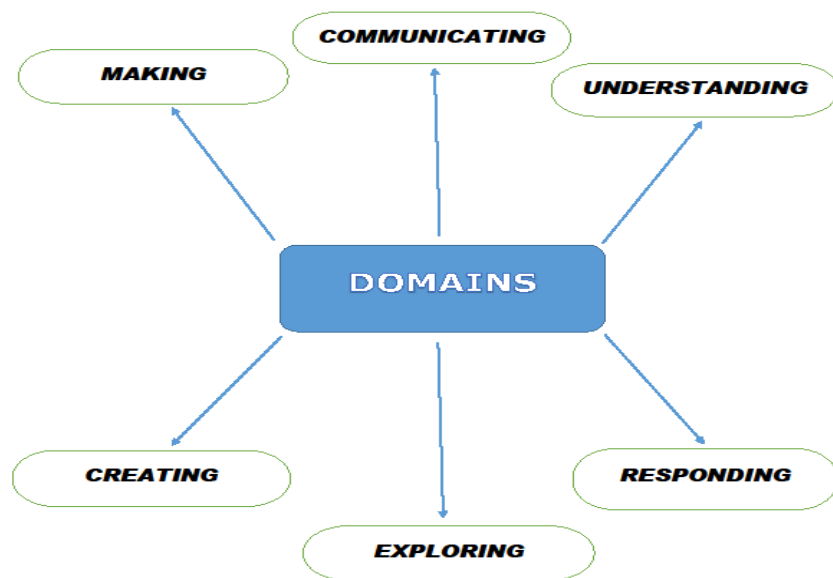 COMMUNICATING
MAKING
UNDERSTANDING
DOMAINS
CREATING
RESPONDING
EXPLORING